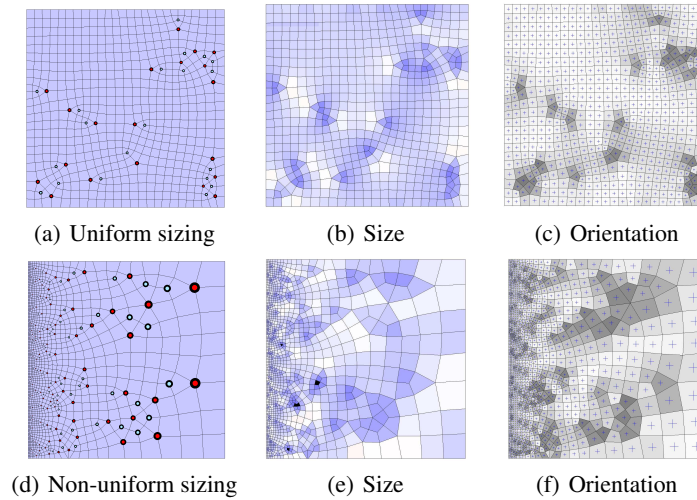 (a) Uniform sizing
(b) Size
(c) Orientation
(d) Non-uniform sizing
(e) Size
(f) Orientation